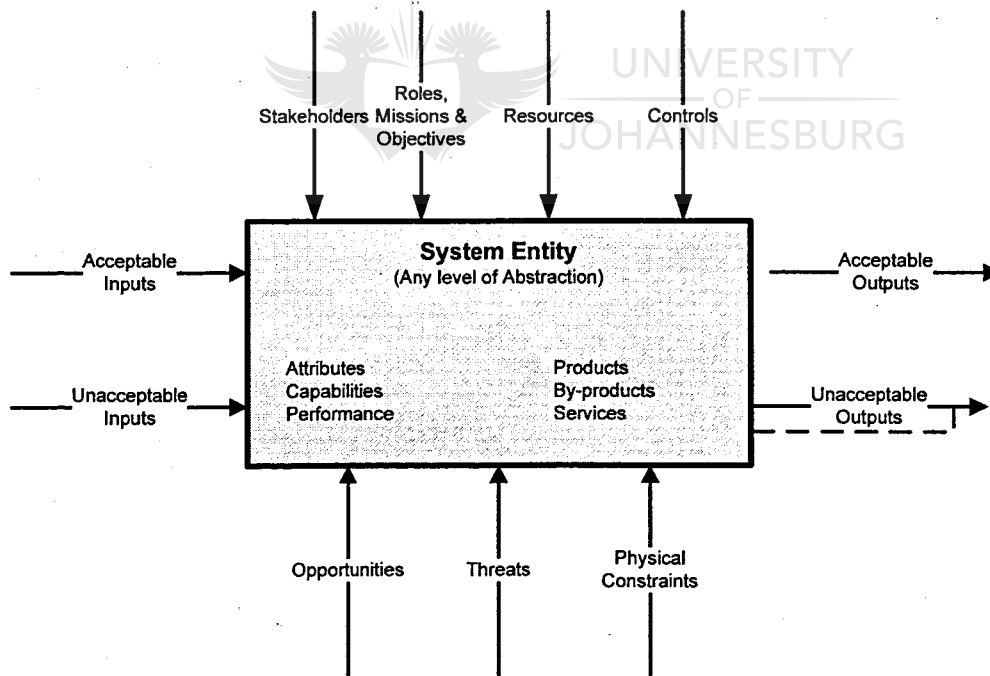 UNIVERSITY
OF
JOHANNESBURG
Stakeholders
Roles,
Missions &
Objectives
Resources
Controls
System Entity
(Any level of Abstraction)
Acceptable
Inputs
Acceptable
Outputs
Attributes
Capabilities
Performance
Products
By-products
Services
Unacceptable
Inputs
Unacceptable
Outputs
Opportunities
Threats
Physical
Constraints